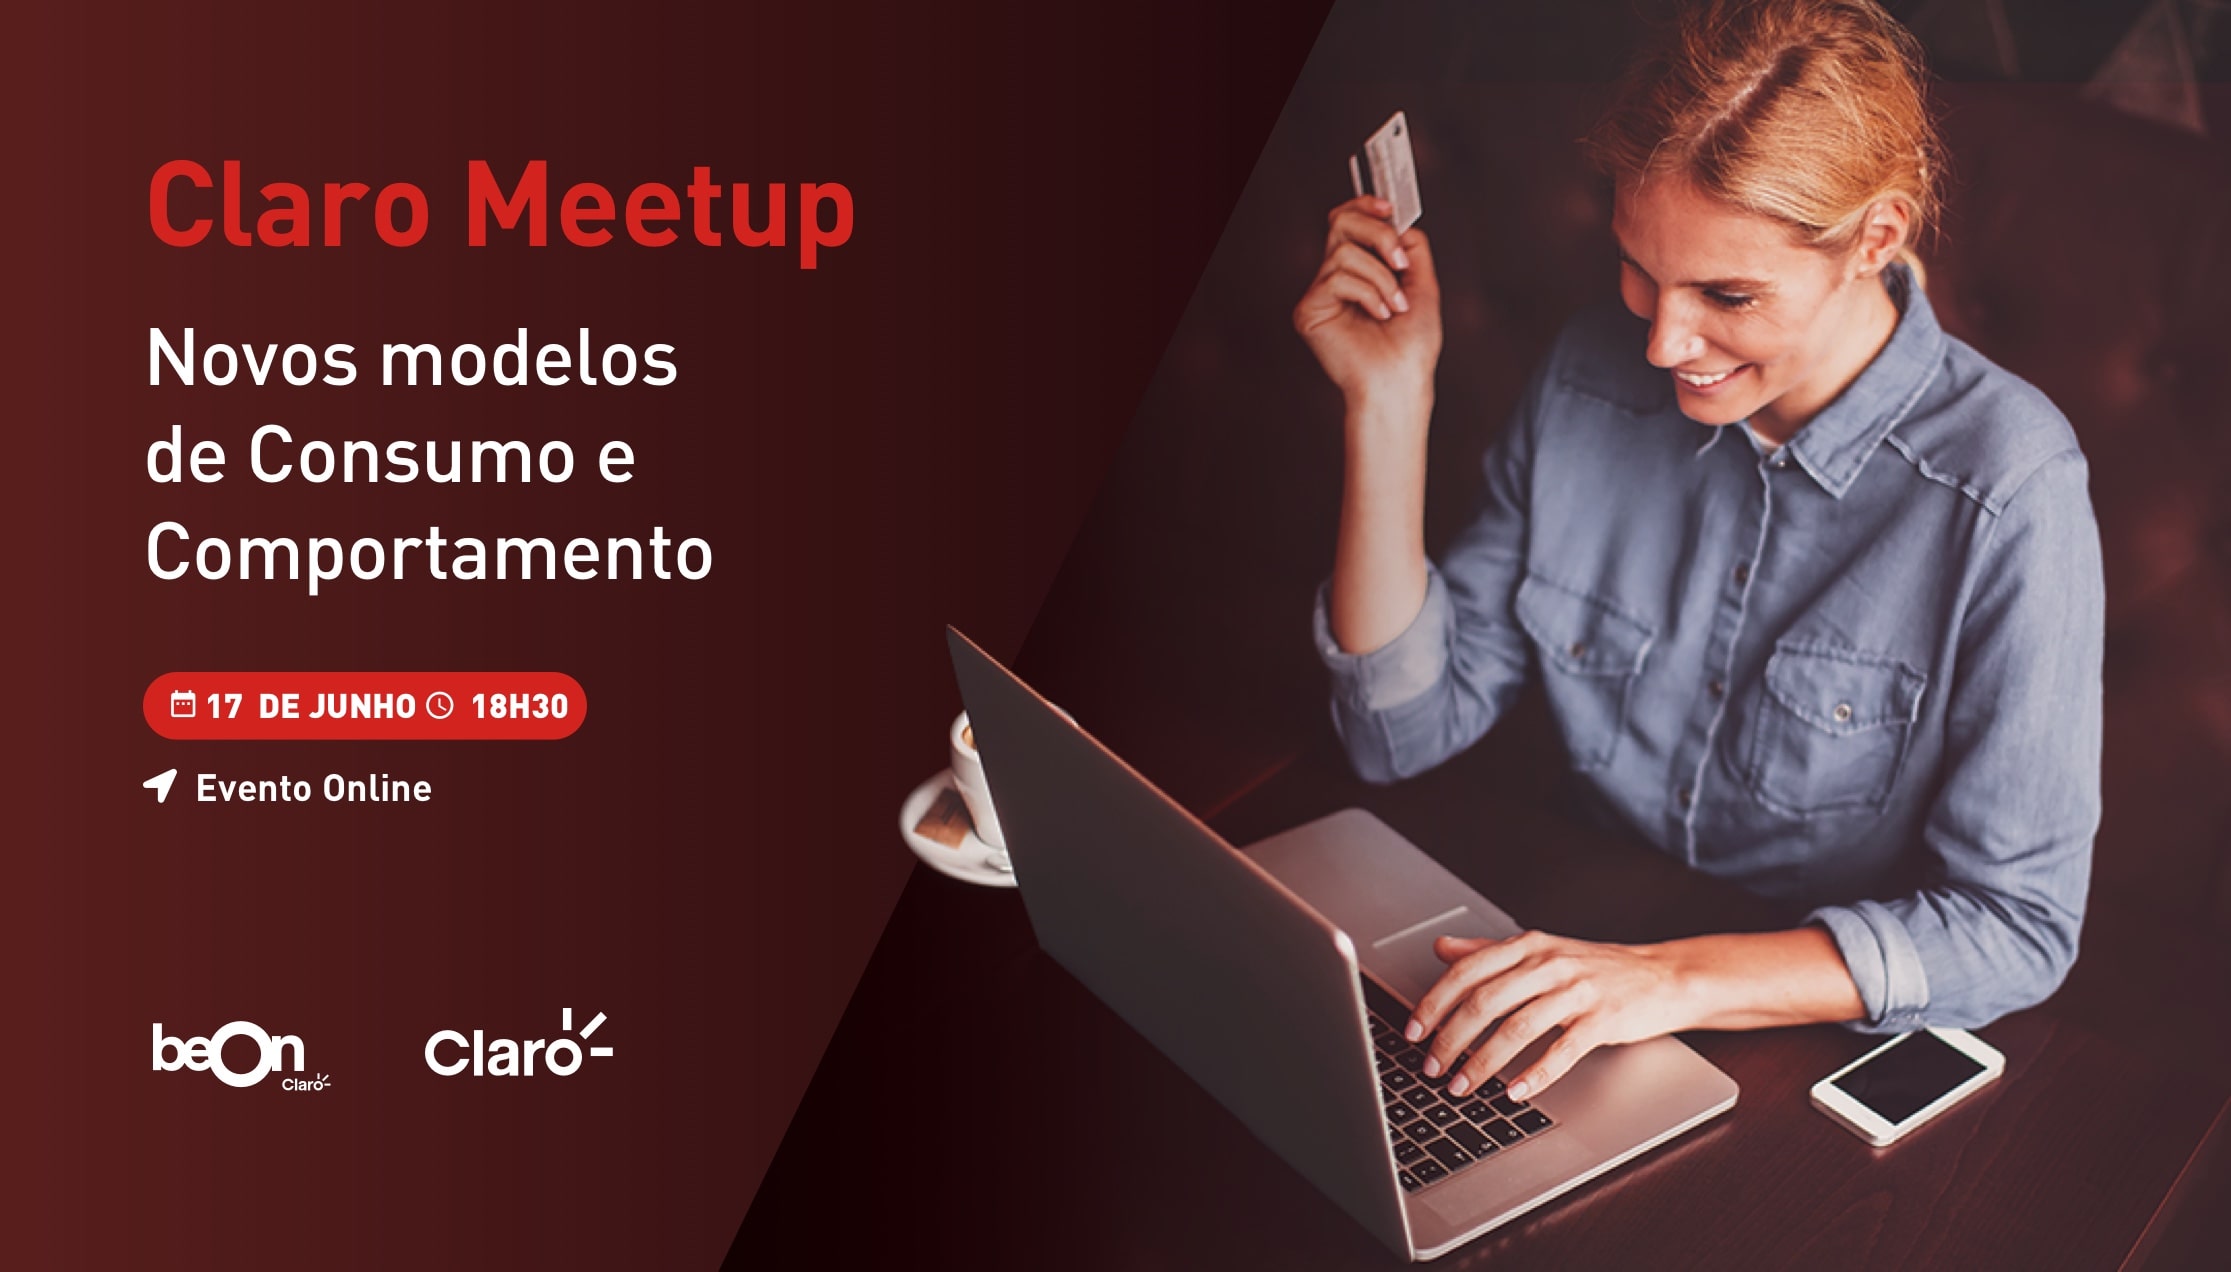 Claro Meetup
Novos modelos
de Consumo e
Comportamento
17 DE JUNHO 18H30
Evento Online
beOn
Claro
Claro